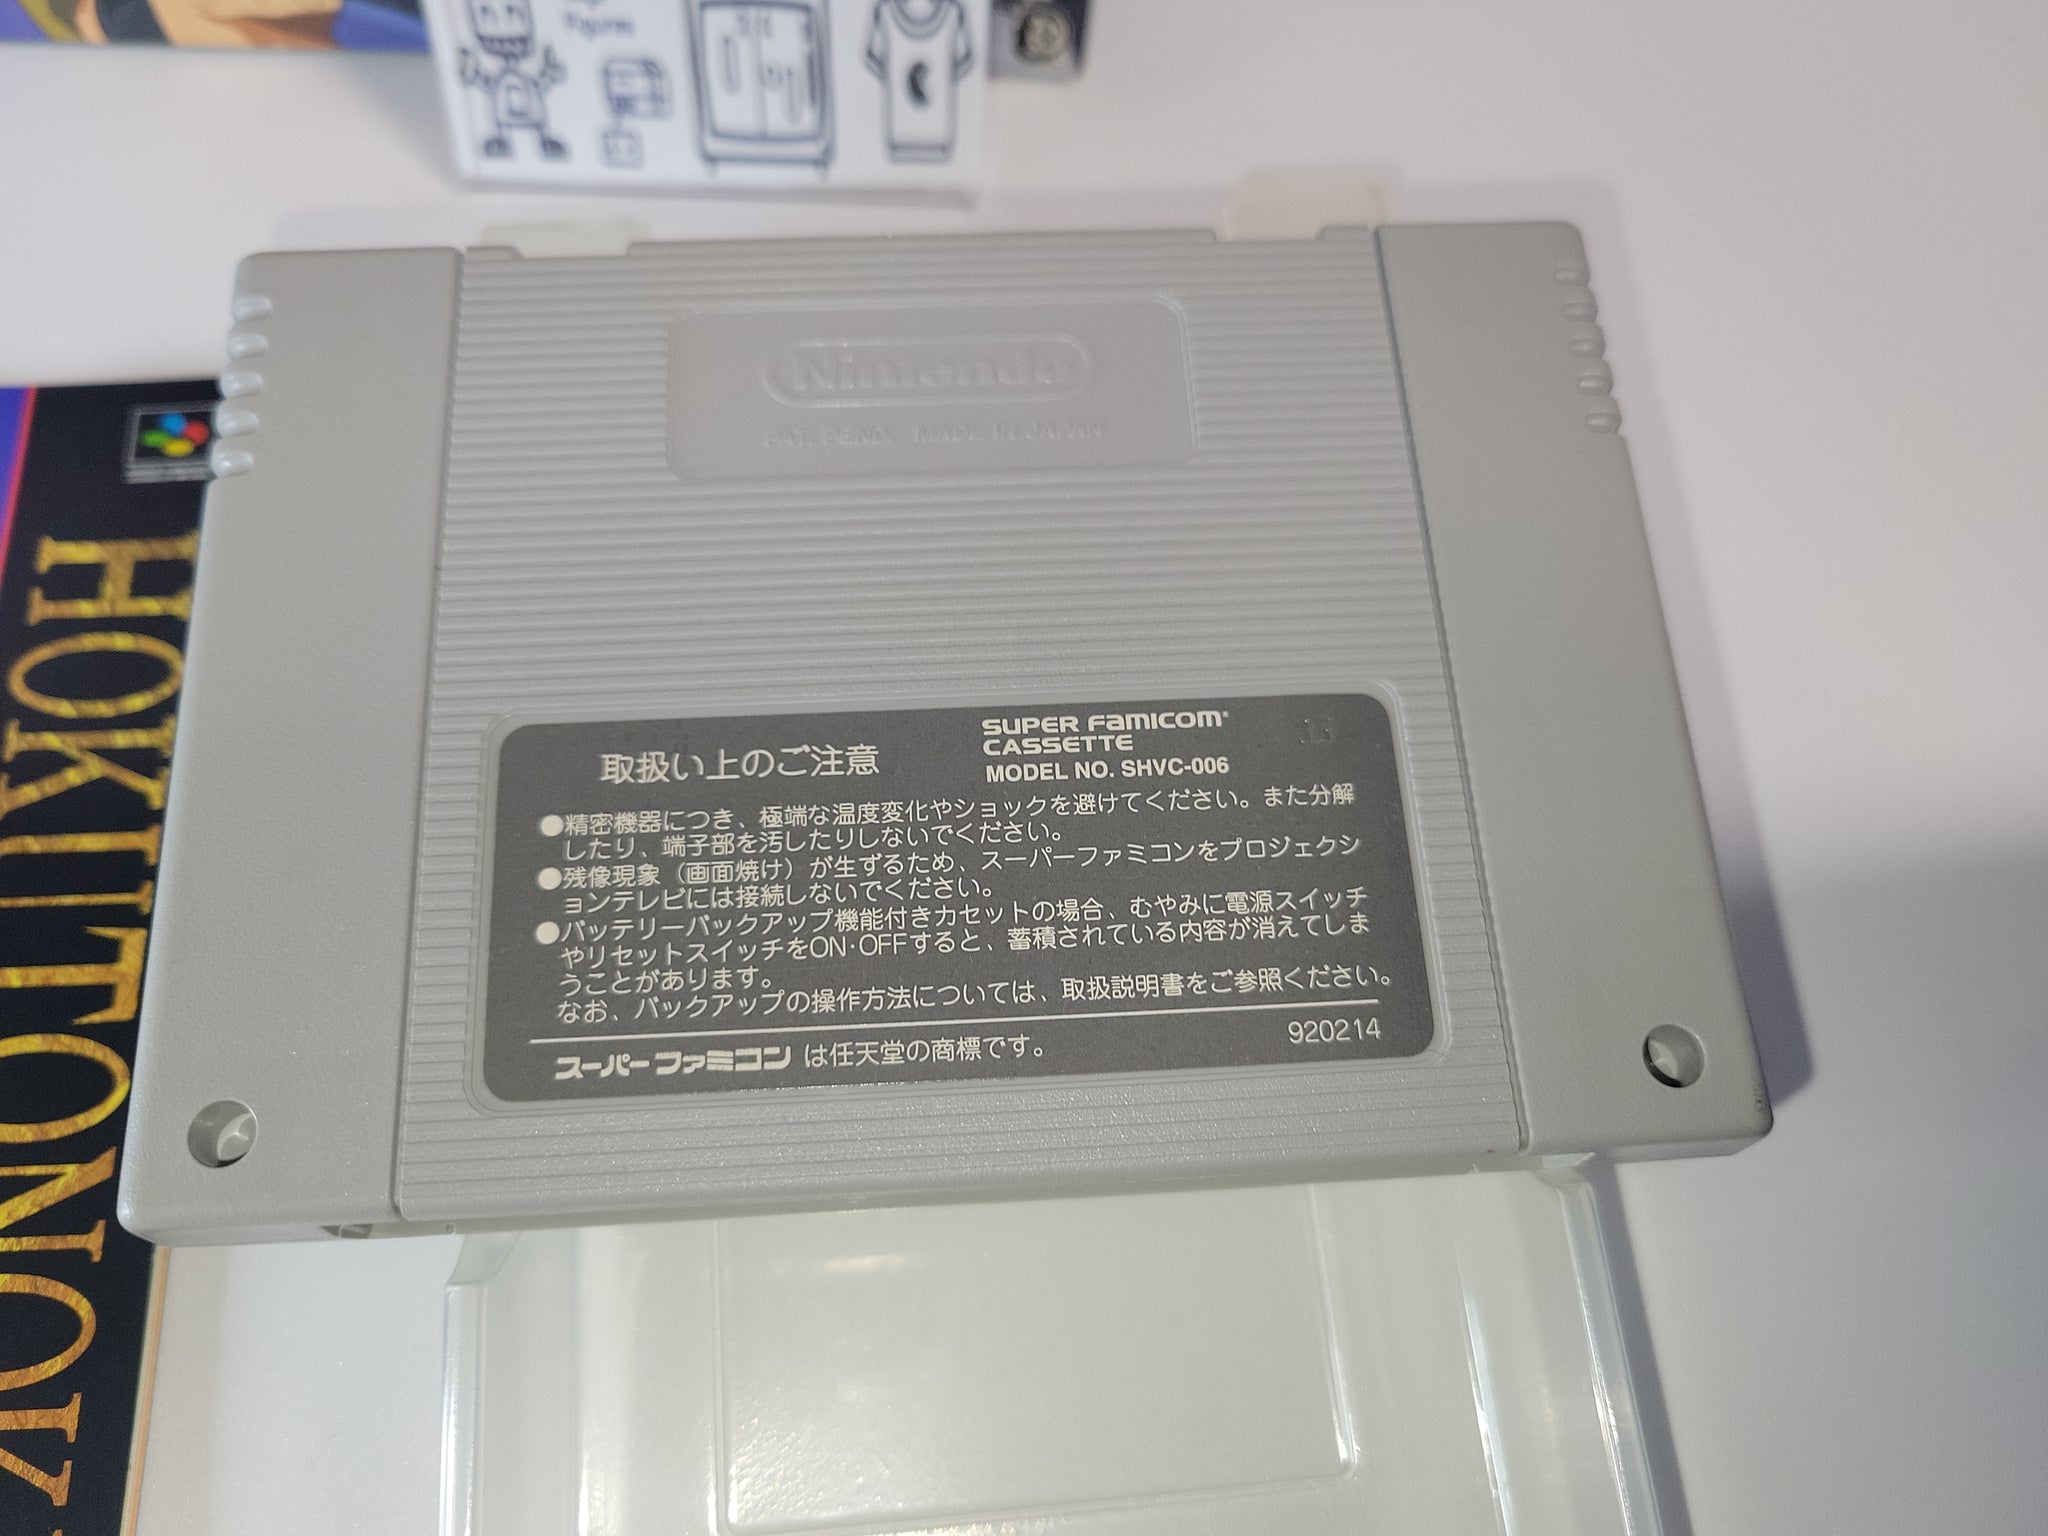 Figures
Nintendo
PAT. PEND. MADE IN JAPAN
HOKUTONOK
取扱い上のご注意
SUPER FAMICOM
CASSETTE
MODEL NO. SHVC-006
●精密機器につき、極端な温度変化やショックを避けてください。また分解
したり、端子部を汚したりしないでください。
●残像現象(画面焼け)が生ずるため、スーパーファミコンをプロジェクシ
ョンテレビには接続しないでください。
●バッテリーバックアップ機能付きカセットの場合、むやみに電源スイッチ
やリセットスイッチをON·OFFすると、蓄積されている内容が消えてしま
うことがあります。
なお、バックアップの操作方法については、取扱説明書をご参照ください。
スーパーファミコン は任天堂の商標です。
920214